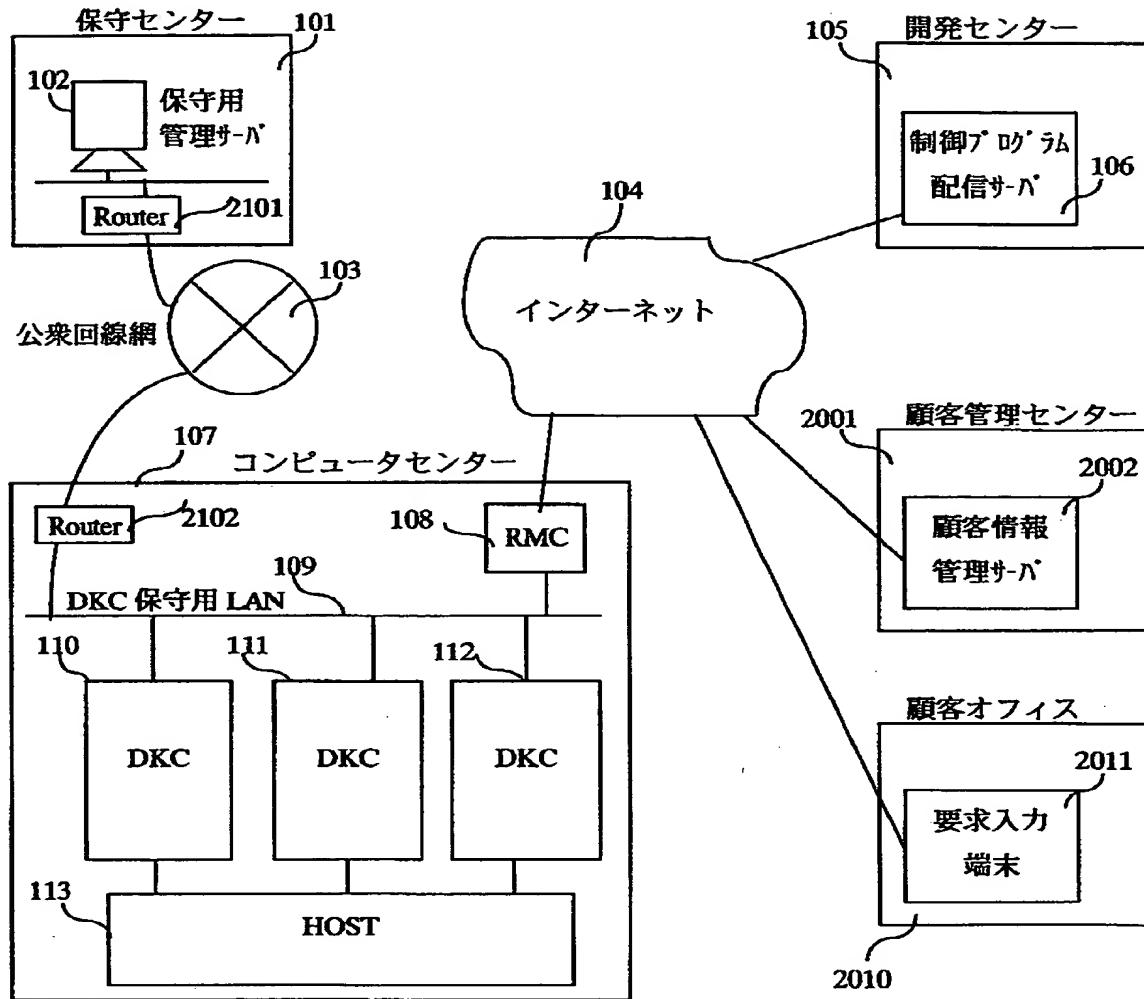 保守センター
101
102
保守用
管理サーバ
Router
2101
103
公衆回線網
104
インターネット
開発センター
105
制御プログラム
配信サーバ
106
107
コンピュータセンター
Router
2102
108
RMC
109
DKC 保守用 LAN
110
111
112
DKC
DKC
DKC
113
HOST
顧客管理センター
2001
2002
顧客情報
管理サーバ
顧客オフィス
2011
要求入力
端末
2010